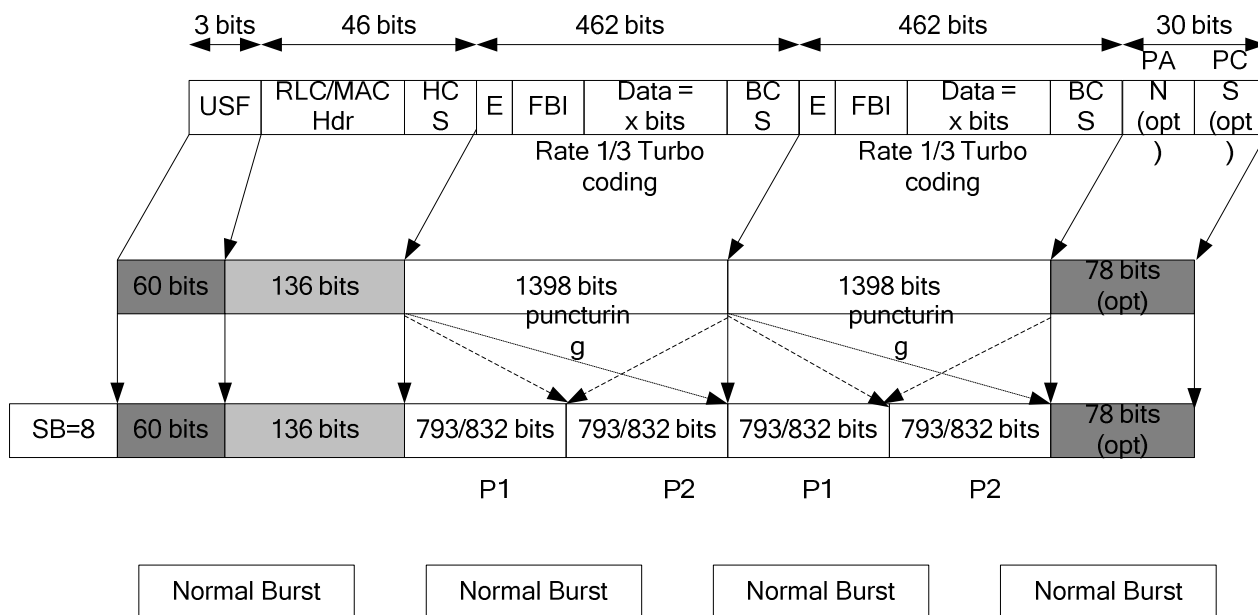 3 bits 46 bits 462 bits 462 bits 30 bits
USF RLC/MAC Hdr HC S E FBI Data = x bits BC S E FBI Data = x bits BC S PA N (opt ) PC S (opt )
Rate 1/3 Turbo coding Rate 1/3 Turbo coding
60 bits 136 bits 1398 bits 1398 bits 78 bits (opt)
puncturin g puncturin g
SB=8 60 bits 136 bits 793/832 bits 793/832 bits 793/832 bits 793/832 bits 78 bits (opt)
P1 P2 P1 P2
Normal Burst Normal Burst Normal Burst Normal Burst